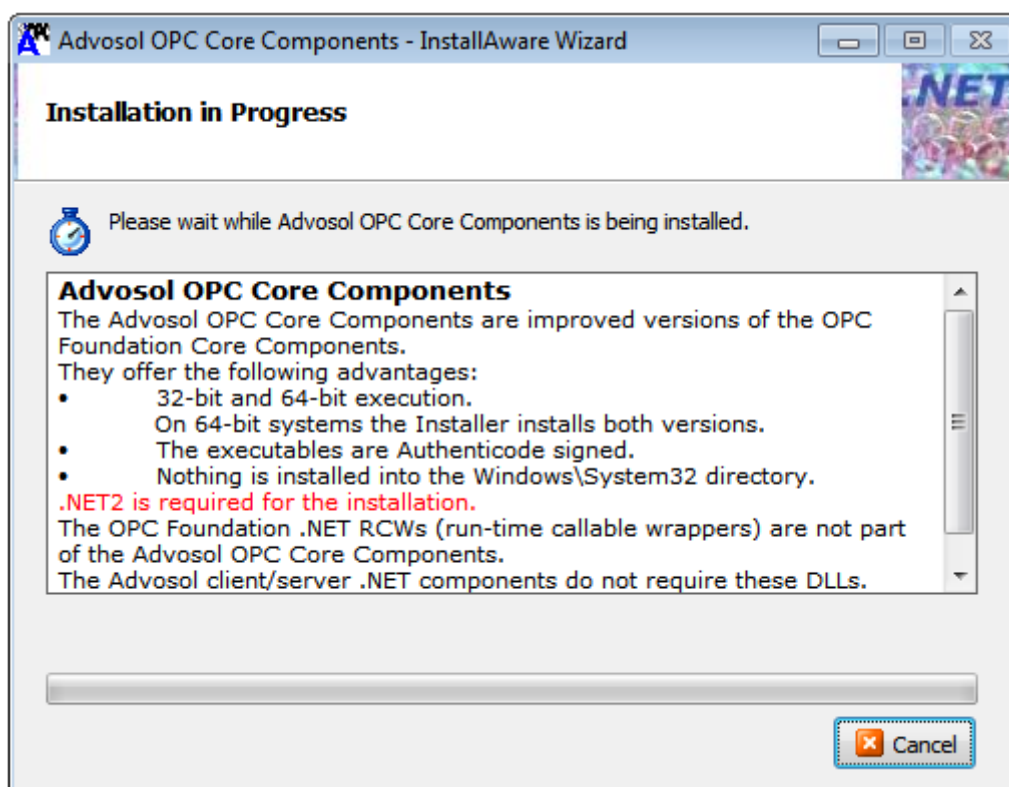 Advosol OPC Core Components - InstallAware Wizard
Installation in Progress
.NET
OPC
Please wait while Advosol OPC Core Components is being installed.
Advosol OPC Core Components
The Advosol OPC Core Components are improved versions of the OPC
Foundation Core Components.
They offer the following advantages:
• 32-bit and 64-bit execution.
On 64-bit systems the Installer installs both versions.
• The executables are Authenticode signed.
• Nothing is installed into the Windows\System32 directory.
.NET2 is required for the installation.
The OPC Foundation .NET RCWs (run-time callable wrappers) are not part
of the Advosol OPC Core Components.
The Advosol client/server .NET components do not require these DLLs.
Cancel